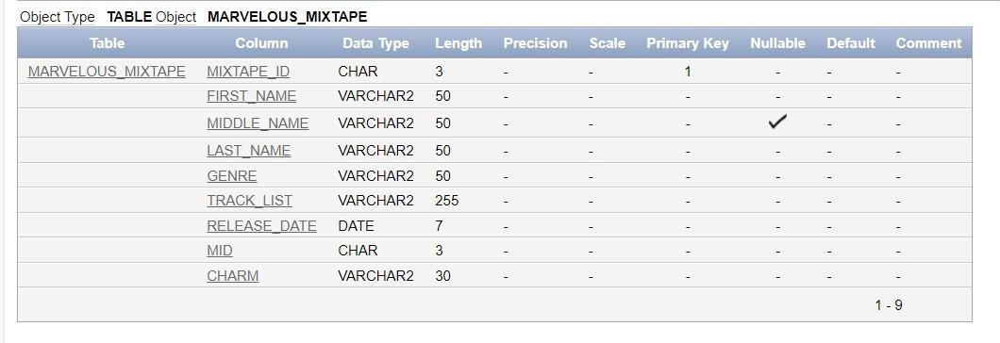 Object Type TABLE Object MARVELOUS_MIXTAPE
Table Column Data Type Length Precision Scale Primary Key Nullable Default Comment
MARVELOUS_MIXTAPE MIXTAPE_ID CHAR 3 - - 1 - - -
FIRST_NAME VARCHAR2 50 - - - - - -
MIDDLE_NAME VARCHAR2 50 - - - ✓ - -
LAST_NAME VARCHAR2 50 - - - - - -
GENRE VARCHAR2 50 - - - - - -
TRACK_LIST VARCHAR2 255 - - - - - -
RELEASE_DATE DATE 7 - - - - - -
MID CHAR 3 - - - - - -
CHARM VARCHAR2 30 - - - - - -
1 - 9